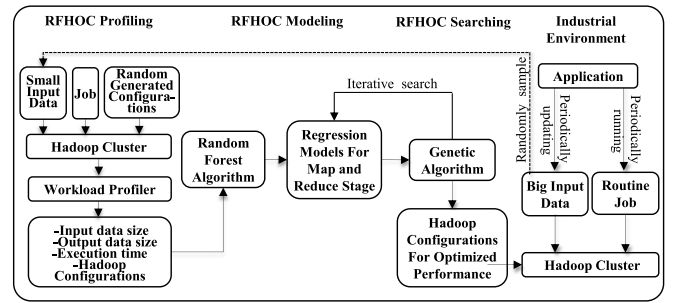 RFHOC Profiling
RFHOC Modeling
RFHOC Searching
Industrial
Environment
Small
Input
Data
Job
Random
Generated
Configura-
tions
Hadoop Cluster
Workload Profiler
-Input data size
-Output data size
-Execution time
-Hadoop
Configurations
Random
Forest
Algorithm
Regression
Models For
Map and
Reduce Stage
Iterative search
Genetic
Algorithm
Hadoop
Configurations
For Optimized
Performance
Randomly sample
Application
Periodically
updating
Periodically
running
Big Input
Data
Routine
Job
Hadoop Cluster